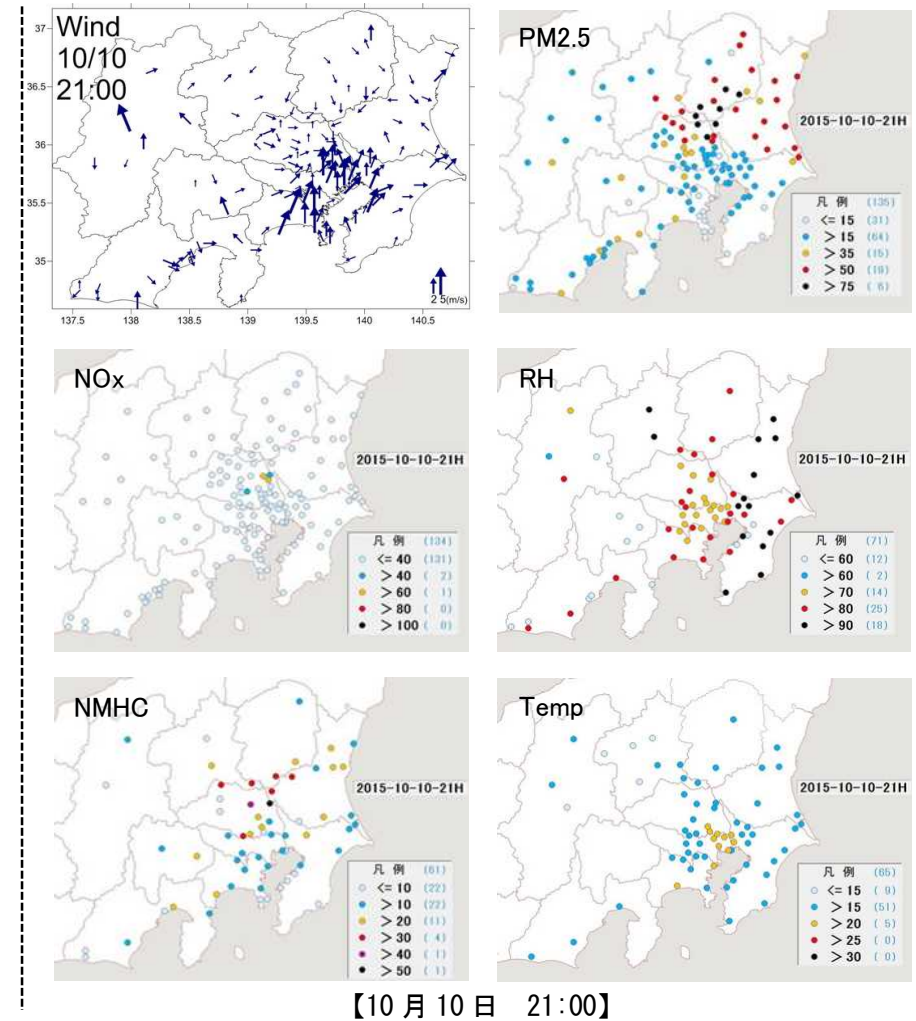 Wind
10/10
21:00
37
36.5
36
35.5
35
137.5 138 138.5 139 139.5 140 140.5
2 5(m/s)
PM2.5
2015-10-10-21H
凡 例 (135)
<= 15 (31)
> 15 (64)
> 35 (15)
> 50 (19)
> 75 ( 6)
NOx
2015-10-10-21H
凡 例 (134)
<= 40 (131)
> 40 ( 2)
> 60 ( 1)
> 80 ( 0)
> 100 ( 0)
RH
2015-10-10-21H
凡 例 (71)
<= 60 (12)
> 60 ( 2)
> 70 (14)
> 80 (25)
> 90 (18)
NMHC
2015-10-10-21H
凡 例 (61)
<= 10 (22)
> 10 (22)
> 20 (11)
> 30 ( 4)
> 40 ( 1)
> 50 ( 1)
Temp
2015-10-10-21H
凡 例 (65)
<= 15 ( 9)
> 15 (51)
> 20 ( 5)
> 25 ( 0)
> 30 ( 0)
【10 月 10 日 21:00】